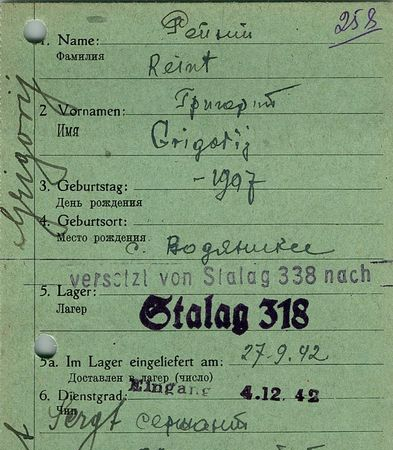 258
1. Name: Рейний
Фамилия
Reint
2 Vornamen: Григорий
Имя
Grigorij
Grigorij
3. Geburtstag: -1907
День рождения
4. Geburtsort:
Место рождения с.
versetzt von Stalag 338 nach
5. Lager: Stalag 318
Лагерь
5a. Im Lager eingeliefert am: 27.9.42
Доставлен в лагер (число)
Eingang 4.12.42
6. Dienstgrad:
Чин
Sergt сержант